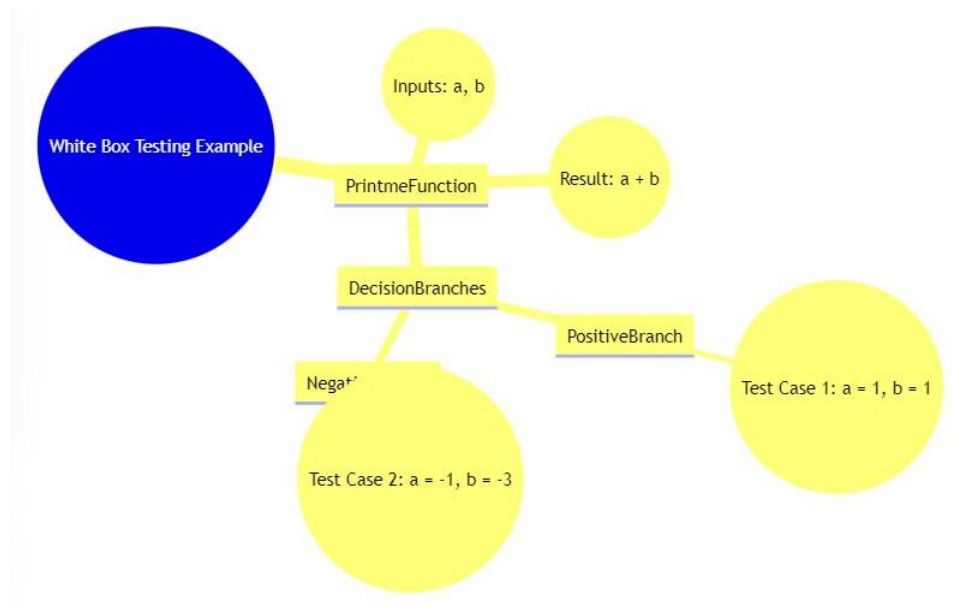 White Box Testing Example
Inputs: a, b
PrintmeFunction
Result: a + b
DecisionBranches
PositiveBranch
Test Case 1: a = 1, b = 1
Test Case 2: a = -1, b = -3